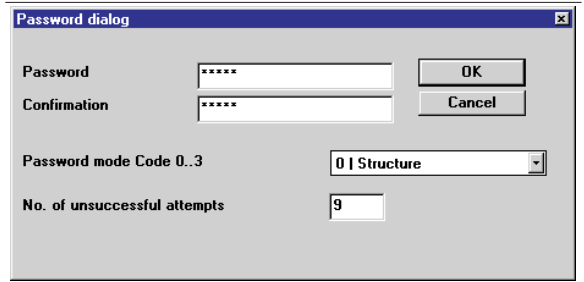 Password dialog
Password ***** OK
Confirmation ***** Cancel
Password mode Code 0..3 0 | Structure
No. of unsuccessful attempts 9